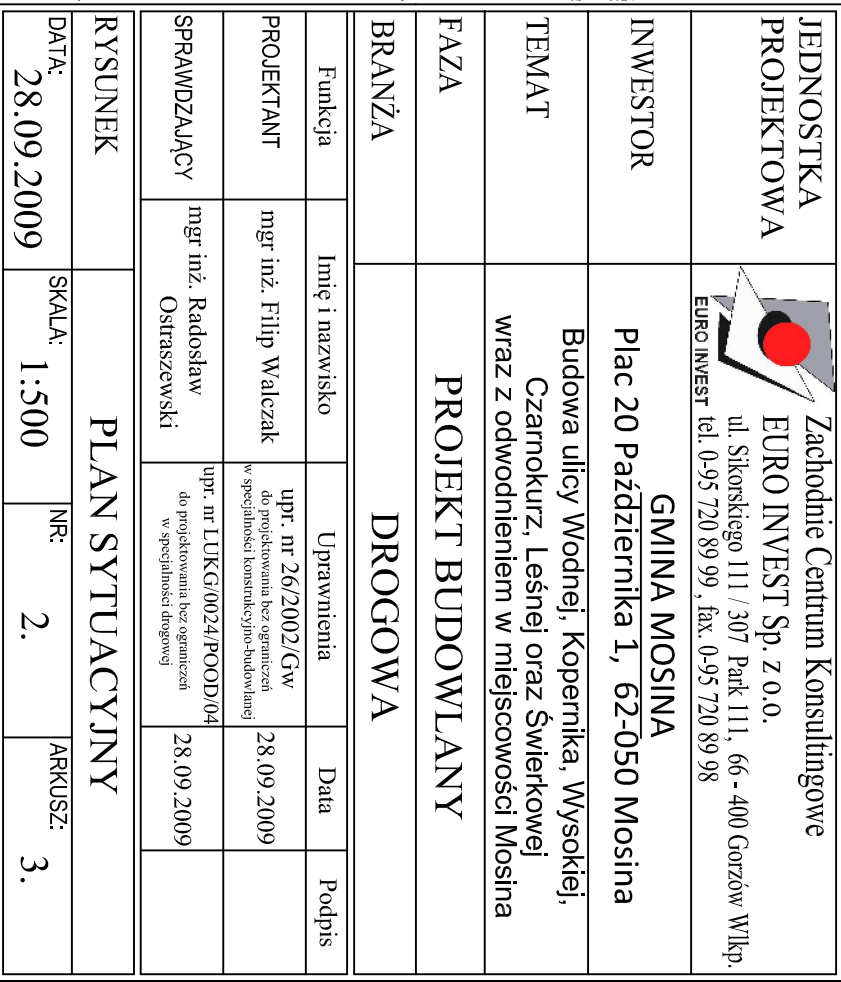 JEDNOSTKA
PROJEKTOWA
EURO INVEST
Zachodnie Centrum Konsultingowe
EURO INVEST Sp. z o.o.
ul. Sikorskiego 111 / 307 Park 111, 66 - 400 Gorzów Wlkp.
tel. 0-95 720 89 99 , fax. 0-95 720 89 98
INWESTOR
GMINA MOSINA
Plac 20 Października 1, 62-050 Mosina
TEMAT
Budowa ulicy Wodnej, Kopernika, Wysokiej,
Czarnokurz, Leśnej oraz Świerkowej
wraz z odwodnieniem w miejscowości Mosina
FAZA
PROJEKT BUDOWLANY
BRANŻA
DROGOWA
Funkcja
Imię i nazwisko
Uprawnienia
Data
Podpis
PROJEKTANT
mgr inż. Filip Walczak
upr. nr 26/2002/Gw
do projektowania bez ograniczeń
w specjalności konstrukcyjno-budowlanej
28.09.2009
SPRAWDZAJĄCY
mgr inż. Radosław
Ostraszewski
upr. nr LUKG/0024/POOD/04
do projektowania bez ograniczeń
w specjalności drogowej
28.09.2009
RYSUNEK
PLAN SYTUACYJNY
DATA:
28.09.2009
SKALA:
1:500
NR:
2.
ARKUSZ:
3.